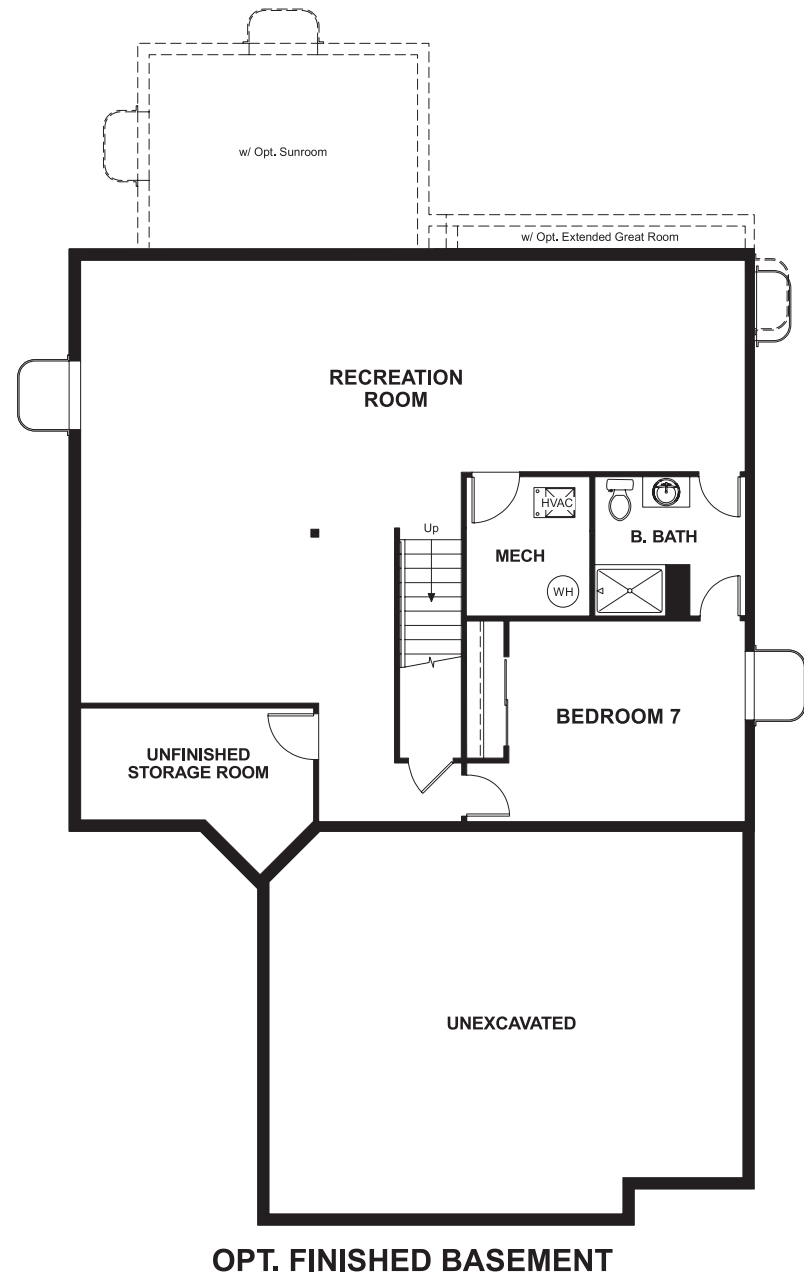 w/ Opt. Sunroom
w/ Opt. Extended Great Room
RECREATION
ROOM
HVAC
Up
B. BATH
MECH
WH
BEDROOM 7
UNFINISHED
STORAGE ROOM
UNEXCAVATED
OPT. FINISHED BASEMENT